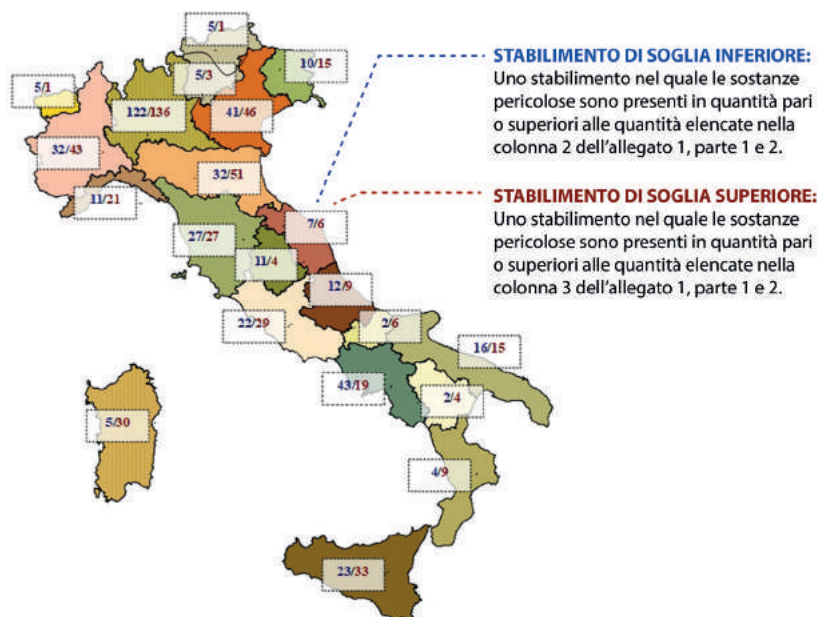 5/1
10/15
5/3
5/1
122/136
41/46
32/43
32/51
11/21
7/6
27/27
11/4
12/9
22/29
2/6
16/15
43/19
2/4
5/30
4/9
23/33
STABILIMENTO DI SOGLIA INFERIORE:
Uno stabilimento nel quale le sostanze
pericolose sono presenti in quantità pari
o superiori alle quantità elencate nella
colonna 2 dell'allegato 1, parte 1 e 2.
STABILIMENTO DI SOGLIA SUPERIORE:
Uno stabilimento nel quale le sostanze
pericolose sono presenti in quantità pari
o superiori alle quantità elencate nella
colonna 3 dell'allegato 1, parte 1 e 2.